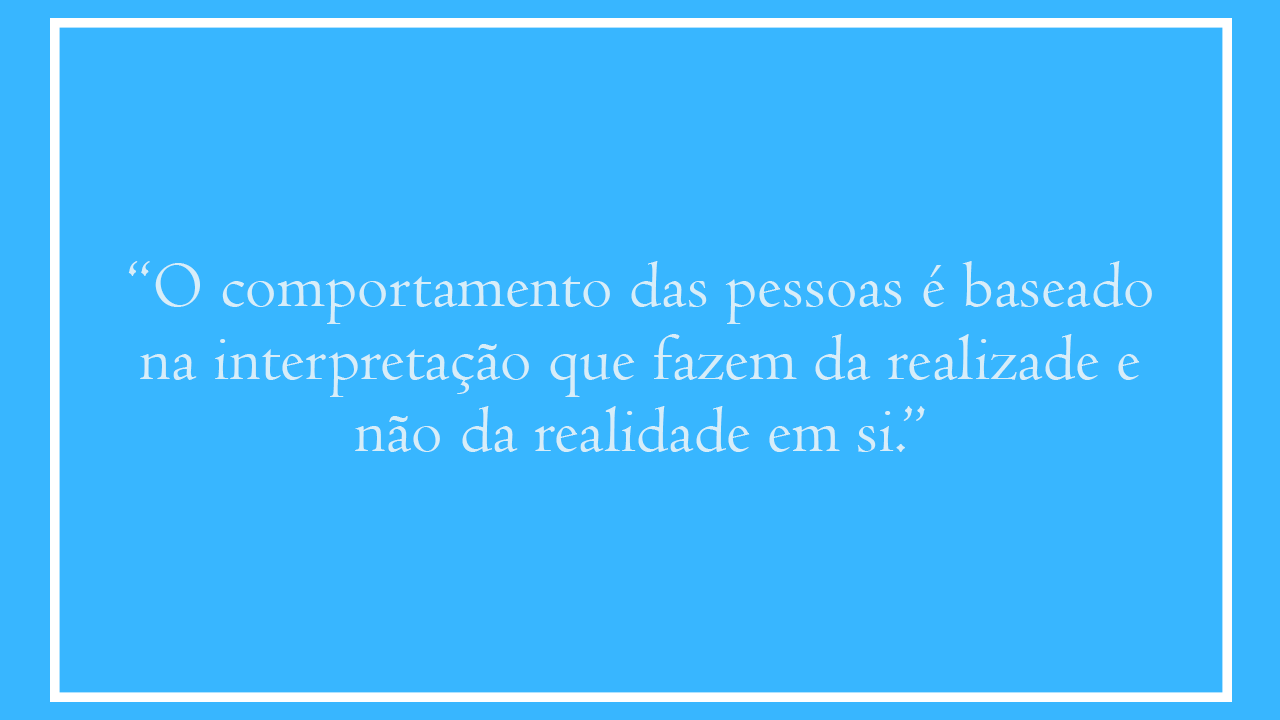 “O comportamento das pessoas é baseado
na interpretação que fazem da realizade e
não da realidade em si.”